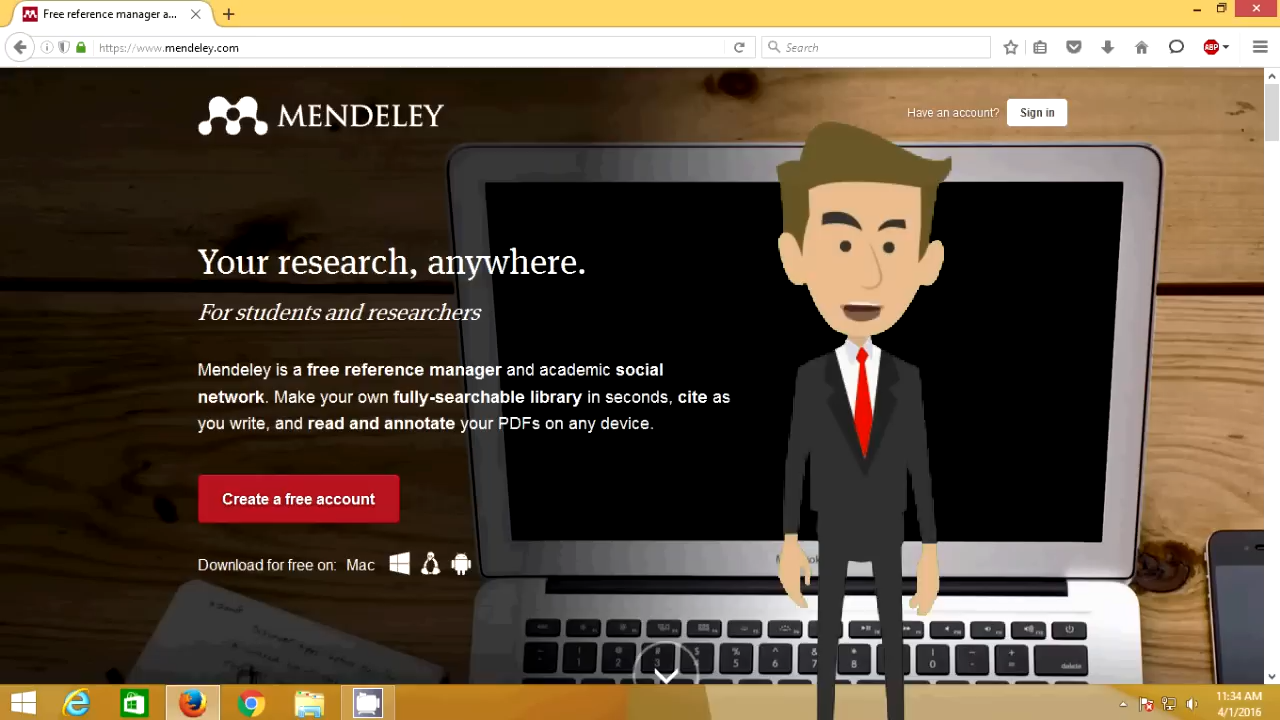 Free reference manager a...
https://www.mendeley.com
Search
ABP
MENDELEY
Have an account?
Sign in
Your research, anywhere.
For students and researchers
Mendeley is a free reference manager and academic social
network. Make your own fully-searchable library in seconds, cite as
you write, and read and annotate your PDFs on any device.
Create a free account
Download for free on: Mac
delete
11:34 AM
4/1/2016